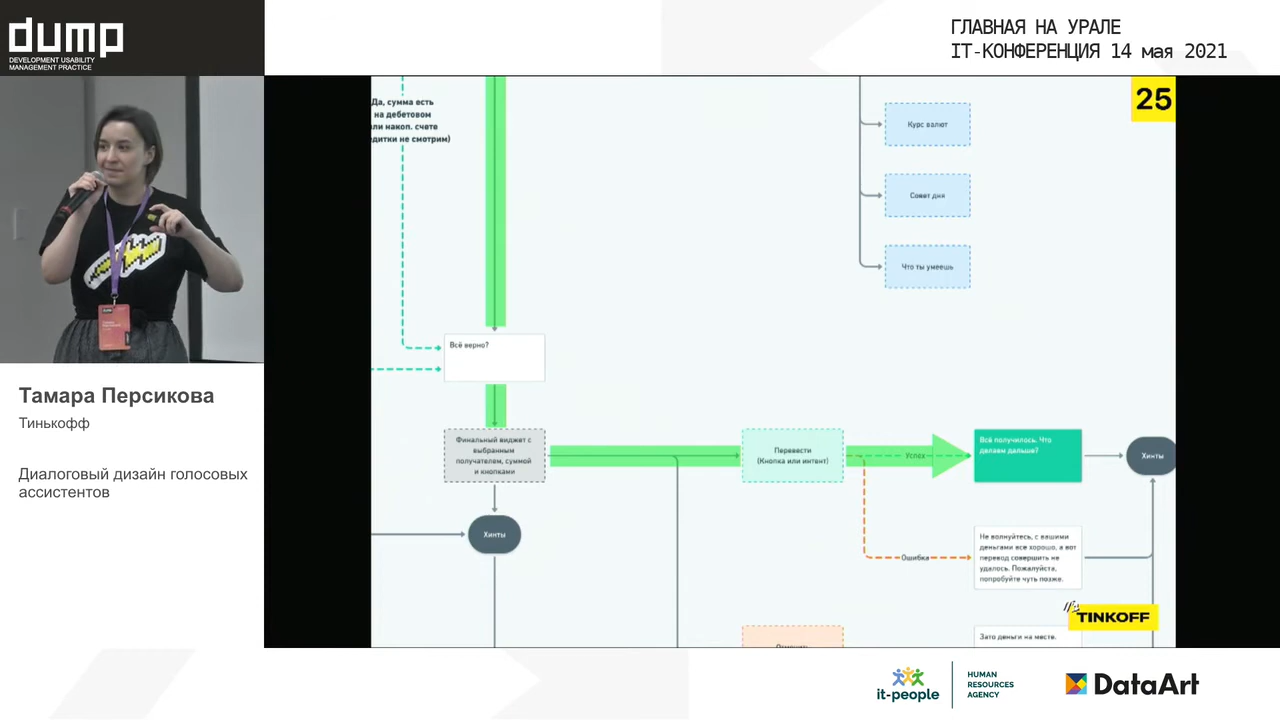 dump
DEVELOPMENT USABILITY
MANAGEMENT PRACTICE
ГЛАВНАЯ НА УРАЛЕ
IT-КОНФЕРЕНЦИЯ 14 мая 2021
Тамара Персикова
Тинькофф
Диалоговый дизайн голосовых
ассистентов
25
Да, сумма есть
на дебетовом
или накоп. счете
едитки не смотрим)
Курс валют
Совет дня
Что ты умеешь
Всё верно?
Финальный виджет с
выбранным
получателем, суммой
и кнопками
Перевести
(Кнопка или интент)
Успех
Всё получилось. Что
делаем дальше?
Хинты
Хинты
Ошибка
Не волнуйтесь, с вашими
деньгами все хорошо, а вот
перевод совершить не
удалось. Пожалуйста,
попробуйте чуть позже.
Зато деньги на месте.
TINKOFF
it-people
HUMAN
RESOURCES
AGENCY
DataArt